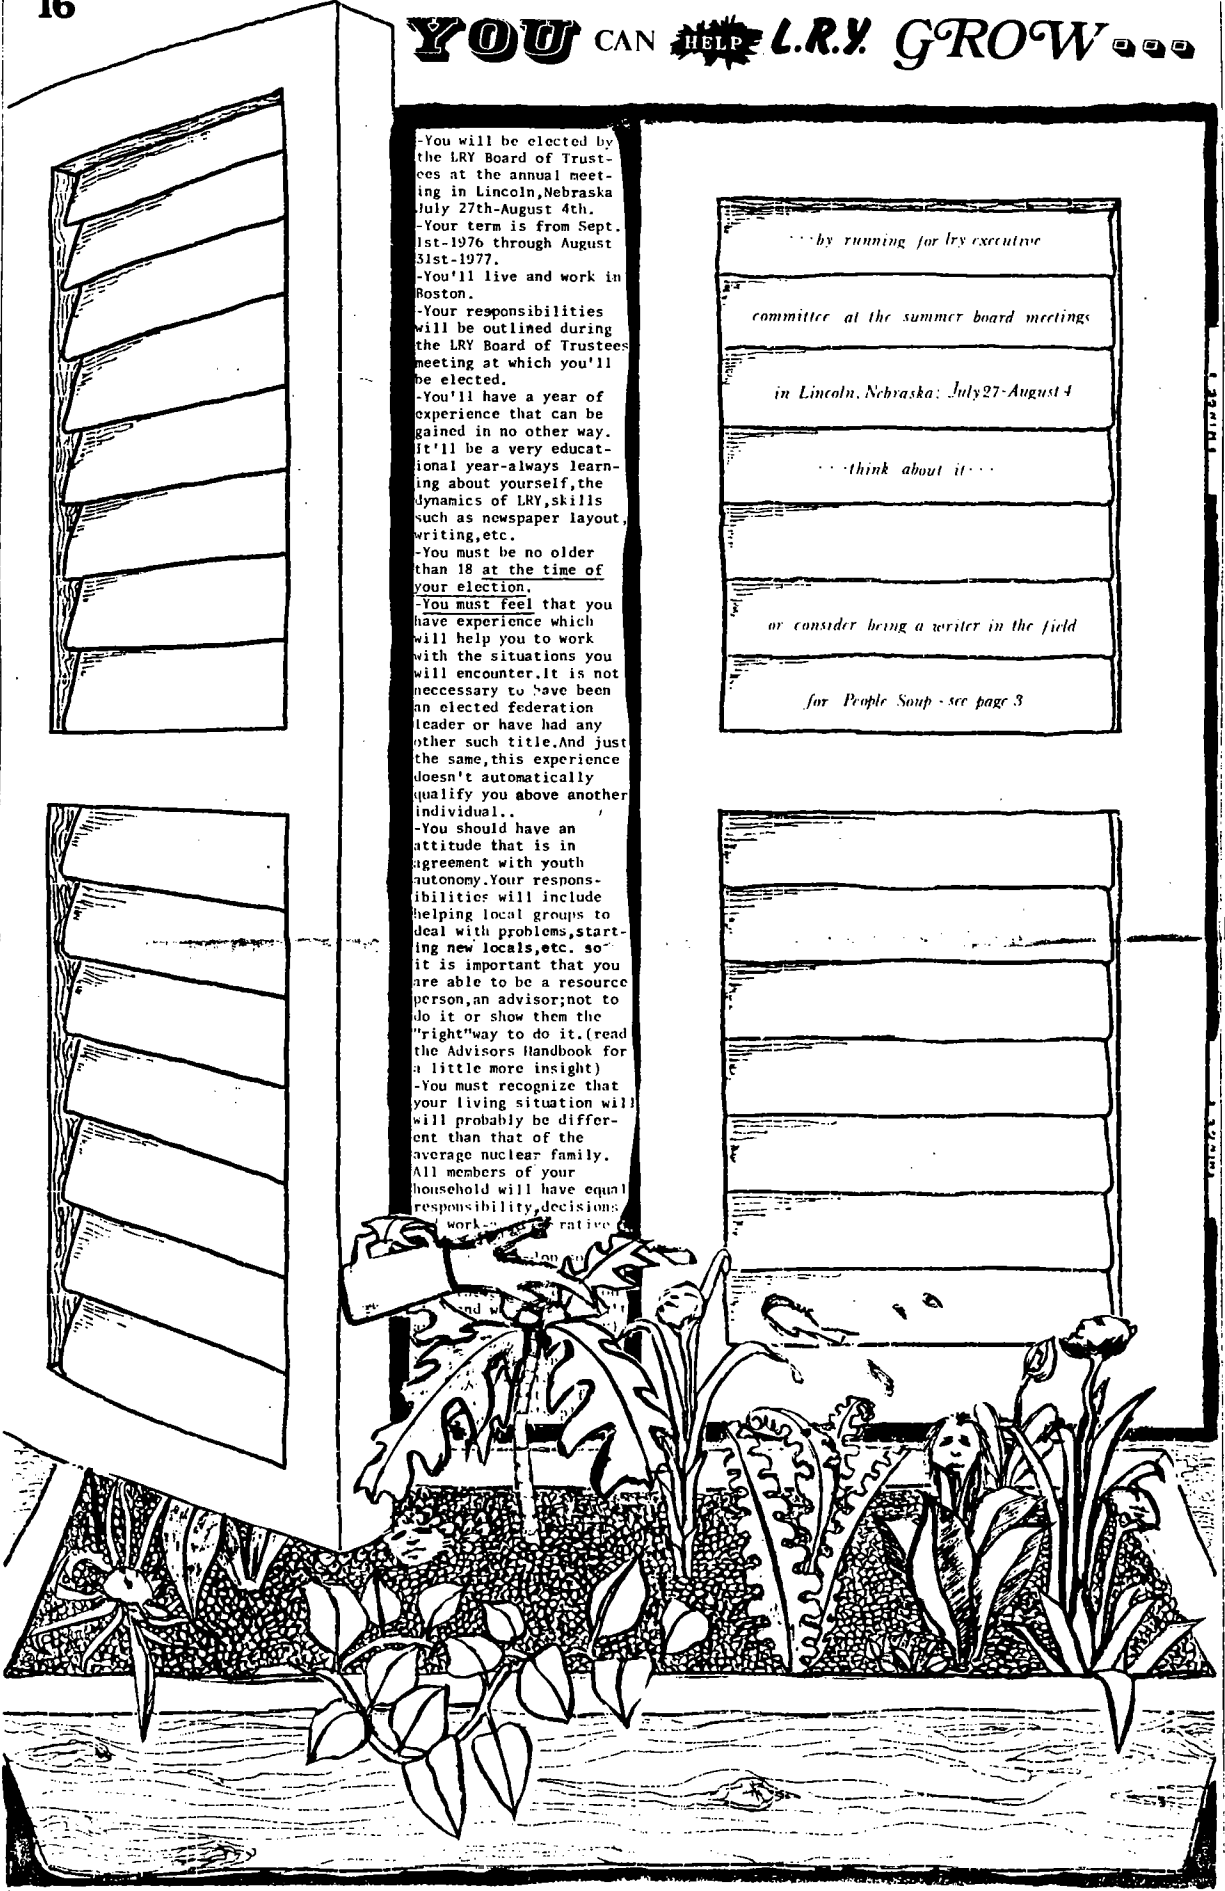 16
YOU CAN HELP L.R.Y. GROW...
-You will be elected by
the LRY Board of Trust-
ees at the annual meet-
ing in Lincoln,Nebraska
July 27th-August 4th.
-Your term is from Sept.
1st-1976 through August
31st-1977.
-You'll live and work in
Boston.
-Your responsibilities
will be outlined during
the LRY Board of Trustees
meeting at which you'll
be elected.
-You'll have a year of
experience that can be
gained in no other way.
It'll be a very educat-
ional year-always learn-
ing about yourself,the
dynamics of LRY,skills
such as newspaper layout,
writing,etc.
-You must be no older
than 18 at the time of
your election.
-You must feel that you
have experience which
will help you to work
with the situations you
will encounter.It is not
neccessary to have been
an elected federation
leader or have had any
other such title.And just
the same,this experience
doesn't automatically
qualify you above another
individual..
-You should have an
attitude that is in
agreement with youth
autonomy.Your respons-
ibilities will include
helping local groups to
deal with problems,start-
ing new locals,etc. so
it is important that you
are able to be a resource
person,an advisor;not to
do it or show them the
"right"way to do it.(read
the Advisors Handbook for
a little more insight)
-You must recognize that
your living situation will
will probably be differ-
ent than that of the
average nuclear family.
All members of your
household will have equal
responsibility,decisions
work-
...by running for lry executive
committee at the summer board meetings
in Lincoln, Nebraska; July 27-August 4
...think about it...
or consider being a writer in the field
for People Soup - see page 3